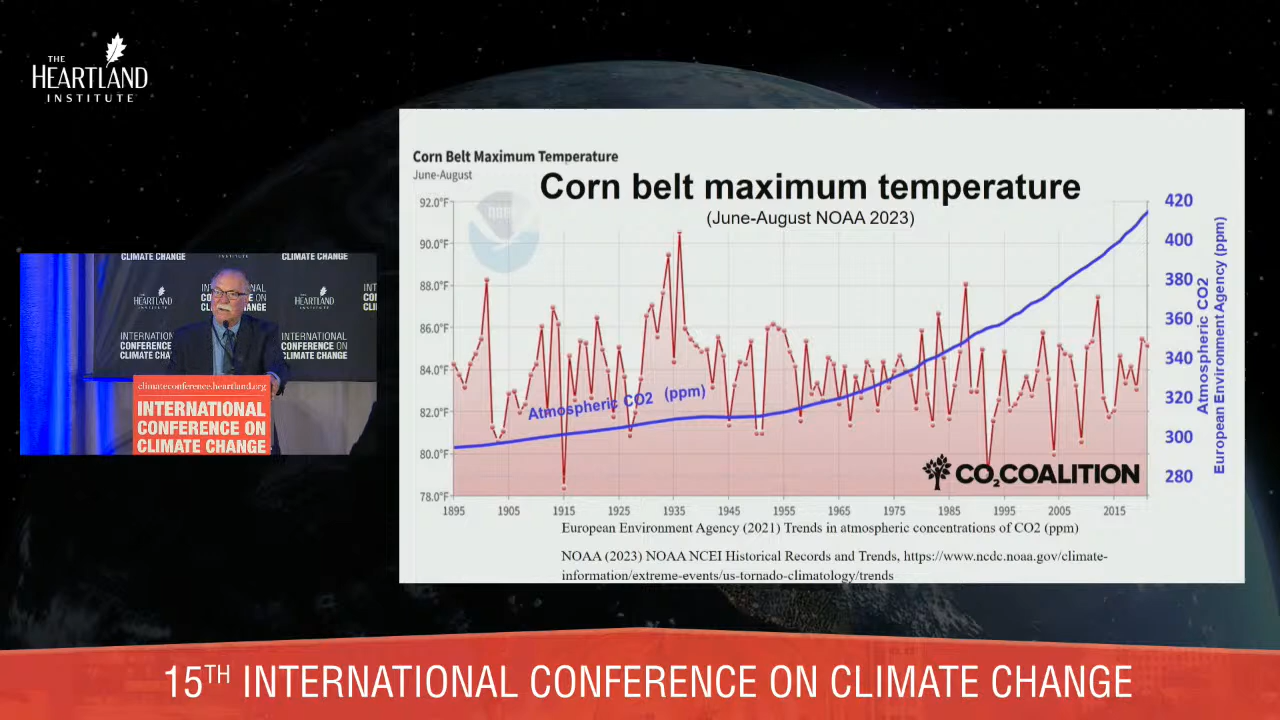 THE
HEARTLAND
INSTITUTE
Corn Belt Maximum Temperature
June-August
Corn belt maximum temperature
(June-August NOAA 2023)
92.0°F
90.0°F
88.0°F
86.0°F
84.0°F
82.0°F
80.0°F
78.0°F
420
400
380
360
340
320
300
280
Atmospheric CO2
European Environment Agency (ppm)
Atmospheric CO2 (ppm)
CO2COALITION
1895 1905 1915 1925 1935 1945 1955 1965 1975 1985 1995 2005 2015
European Environment Agency (2021) Trends in atmospheric concentrations of CO2 (ppm)
NOAA (2023) NOAA NCEI Historical Records and Trends, https://www.ncdc.noaa.gov/climate-
information/extreme-events/us-tornado-climatology/trends
CLIMATE CHANGE
CLIMATE CHANGE
HEARTLAND
HEARTLAND
INTERNATIONAL
CONFERENCE ON
CLIMATE CHANGE
climateconference.heartland.org
INTERNATIONAL
CONFERENCE ON
CLIMATE CHANGE
15TH INTERNATIONAL CONFERENCE ON CLIMATE CHANGE